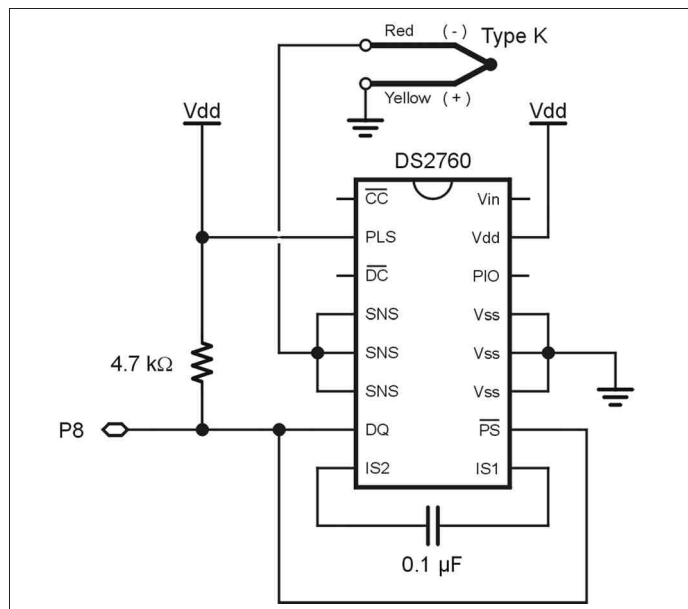 Red ( - ) Type K
Yellow ( + )
Vdd
Vdd
DS2760
CC
PLS
DC
SNS
SNS
SNS
DQ
IS2
Vin
Vdd
PIO
Vss
Vss
Vss
PS
IS1
4.7 kΩ
P8
0.1 µF